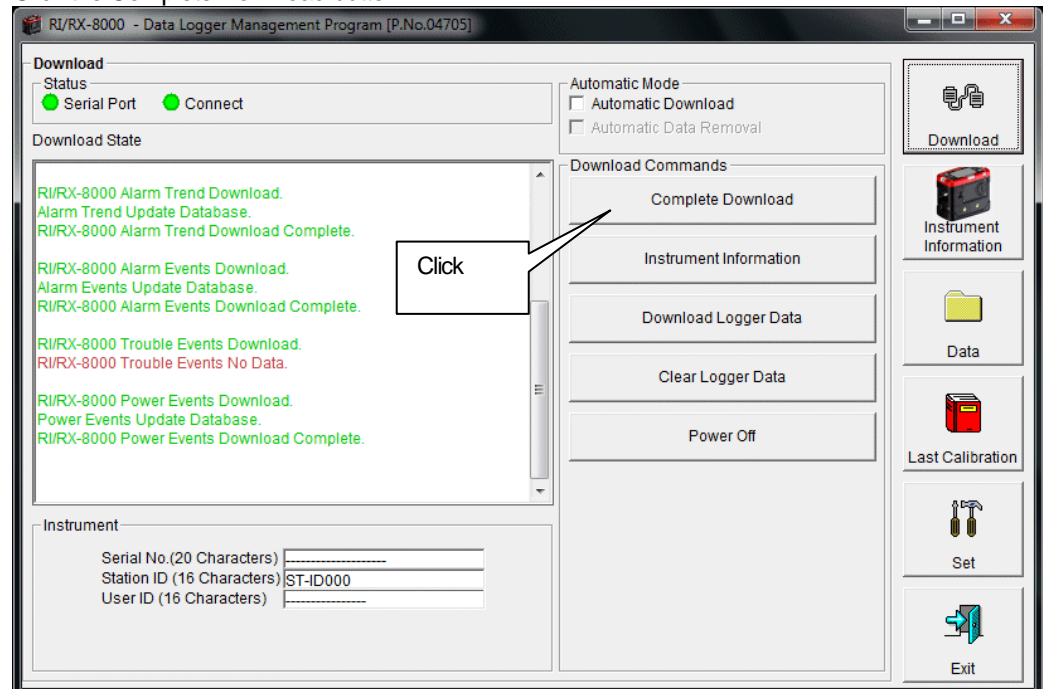 RI/RX-8000 - Data Logger Management Program [P.No.04705]
Download
Status
Serial Port Connect
Download State
RI/RX-8000 Alarm Trend Download.
Alarm Trend Update Database.
RI/RX-8000 Alarm Trend Download Complete.
RI/RX-8000 Alarm Events Download.
Alarm Events Update Database.
RI/RX-8000 Alarm Events Download Complete.
RI/RX-8000 Trouble Events Download.
RI/RX-8000 Trouble Events No Data.
RI/RX-8000 Power Events Download.
Power Events Update Database.
RI/RX-8000 Power Events Download Complete.
Click
Instrument
Serial No.(20 Characters) --------------------
Station ID (16 Characters) ST-ID000
User ID (16 Characters) ----------------
Automatic Mode
Automatic Download
Automatic Data Removal
Download Commands
Complete Download
Instrument Information
Download Logger Data
Clear Logger Data
Power Off
Download
Instrument
Information
Data
Last Calibration
Set
Exit